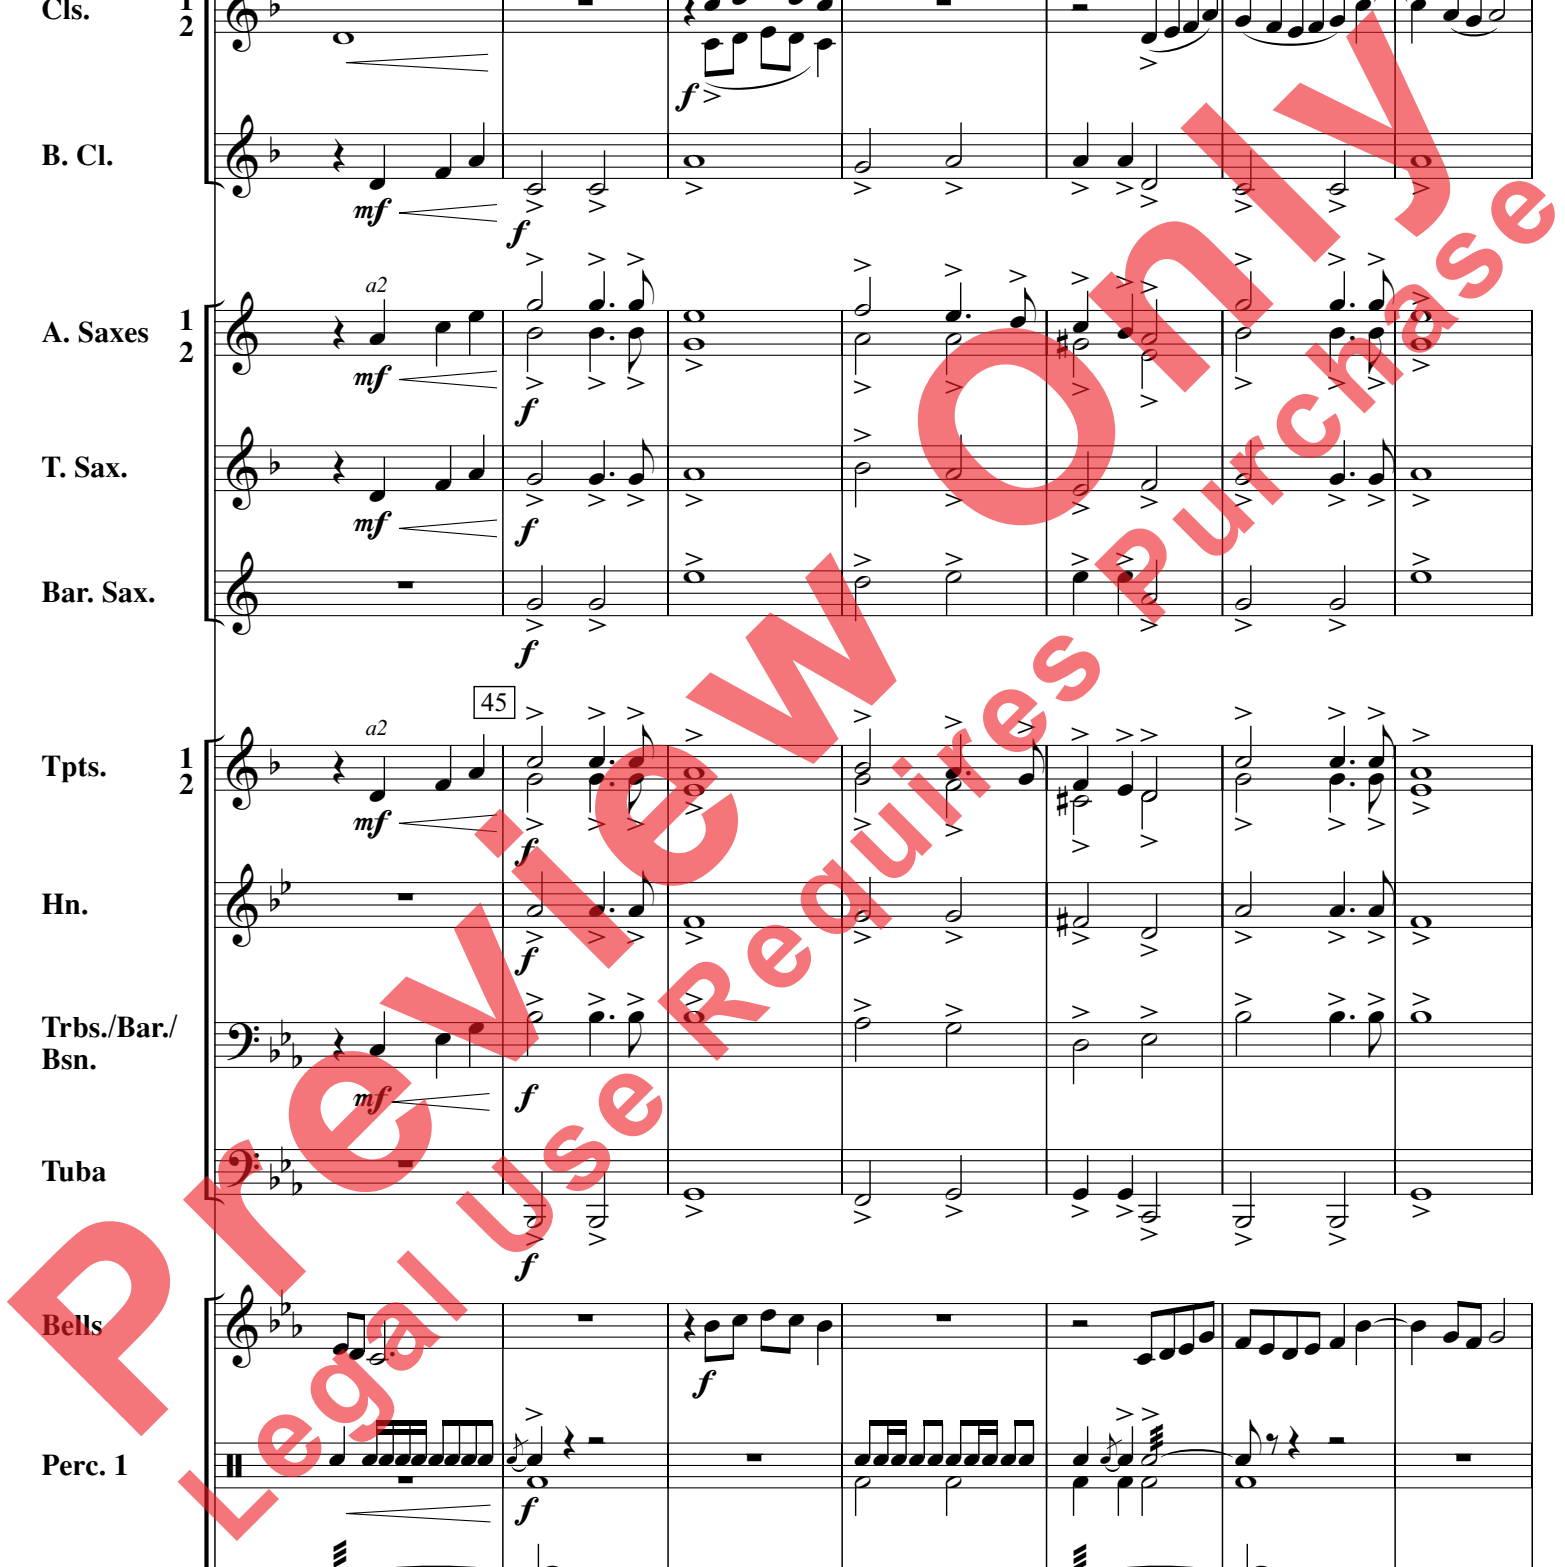 Cls. 1 2
f
B. Cl.
mf f
a2
A. Saxes 1 2
mf f
T. Sax.
mf f
Bar. Sax.
f
45
a2
Tpts. 1 2
mf f
Hn.
f
Trbs./Bar./
Bsn.
mf f
Tuba
f
Bells
f
Perc. 1
f
Preview Only
Legal Use Requires Purchase